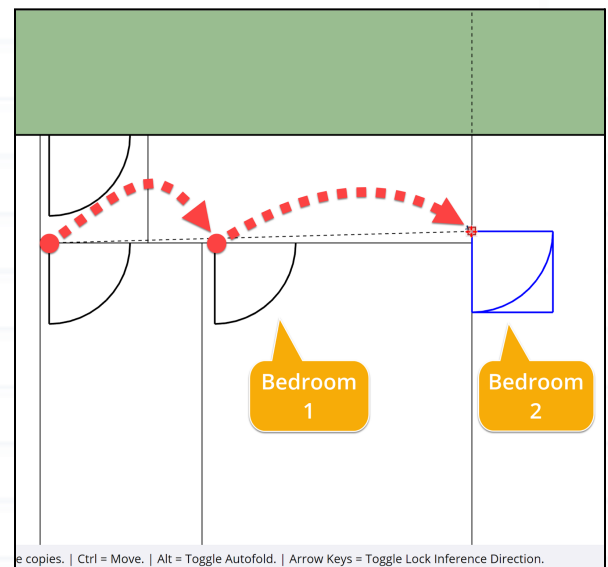 Bedroom
1
Bedroom
2
e copies. | Ctrl = Move. | Alt = Toggle Autofold. | Arrow Keys = Toggle Lock Inference Direction.